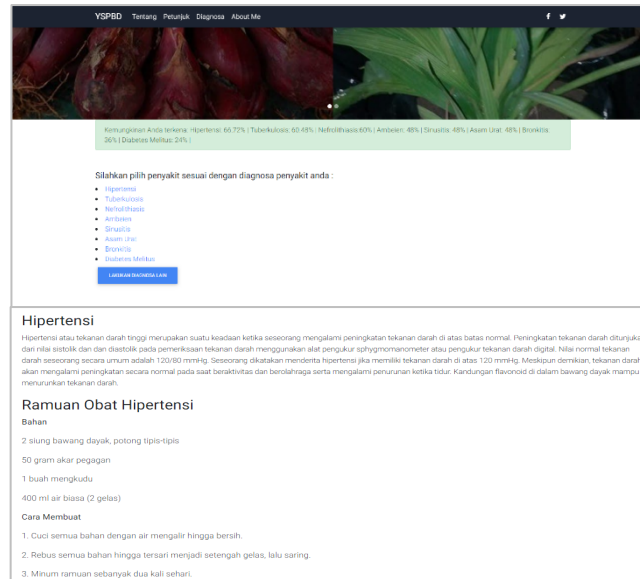 YSPBD Tentang Petunjuk Diagnosa About Me
Kemungkinan Anda terkena: Hipertensi: 66.72% | Tuberkulosis: 60.48% | Nefrolithiasis:60% | Ambeien: 48% | Sinusitis: 48% | Asam Urat: 48% | Bronkitis:
36% | Diabetes Melitus: 24% |
Silahkan pilih penyakit sesuai dengan diagnosa penyakit anda :
Hipertensi
Tuberkulosis
Nefrolithiasis
Ambeien
Sinusitis
Asam Urat
Bronkitis
Diabetes Melitus
LAKUKAN DIAGNOSA LAIN
Hipertensi
Hipertensi atau tekanan darah tinggi merupakan suatu keadaan ketika seseorang mengalami peningkatan tekanan darah di atas batas normal. Peningkatan tekanan darah ditunjuka
dari nilai sistolik dan dan diastolik pada pemeriksaan tekanan darah menggunakan alat pengukur sphygmomanometer atau pengukur tekanan darah digital. Nilai normal tekanan
darah seseorang secara umum adalah 120/80 mmHg. Seseorang dikatakan menderita hipertensi jika memiliki tekanan darah di atas 120 mmHg. Meskipun demikian, tekanan darah
akan mengalami peningkatan secara normal pada saat beraktivitas dan berolahraga serta mengalami penurunan ketika tidur. Kandungan flavonoid di dalam bawang dayak mampu
menurunkan tekanan darah.
Ramuan Obat Hipertensi
Bahan
2 siung bawang dayak, potong tipis-tipis
50 gram akar pegagan
1 buah mengkudu
400 ml air biasa (2 gelas)
Cara Membuat
1. Cuci semua bahan dengan air mengalir hingga bersih.
2. Rebus semua bahan hingga tersari menjadi setengah gelas, lalu saring.
3. Minum ramuan sebanyak dua kali sehari.